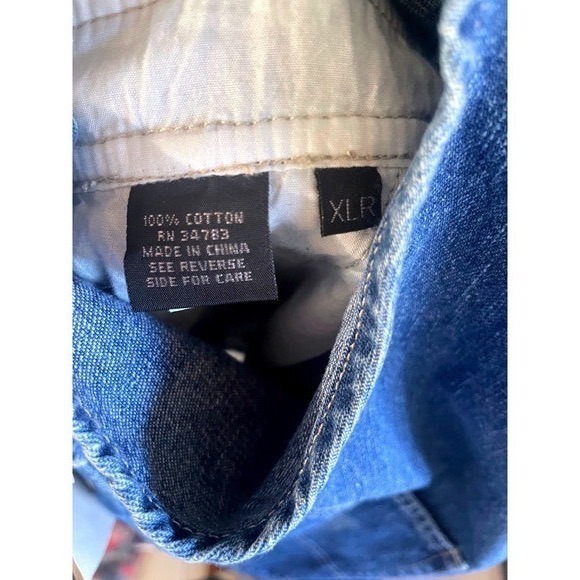 100% COTTON
RN 34783
MADE IN CHINA
SEE REVERSE
SIDE FOR CARE
XLR